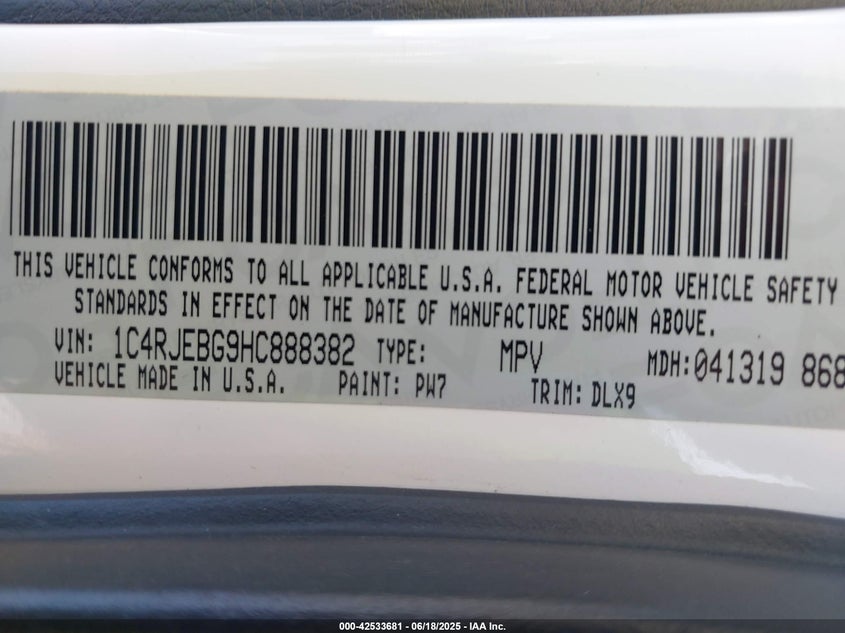 THIS VEHICLE CONFORMS TO ALL APPLICABLE U.S.A. FEDERAL MOTOR VEHICLE SAFETY
STANDARDS IN EFFECT ON THE DATE OF MANUFACTURE SHOWN ABOVE.
VIN: 1C4RJEBG9HC888382 TYPE: MPV MDH:041319 868
VEHICLE MADE IN U.S.A. PAINT: PW7 TRIM: DLX9
000-42533681 - 06/18/2025 - IAA Inc.